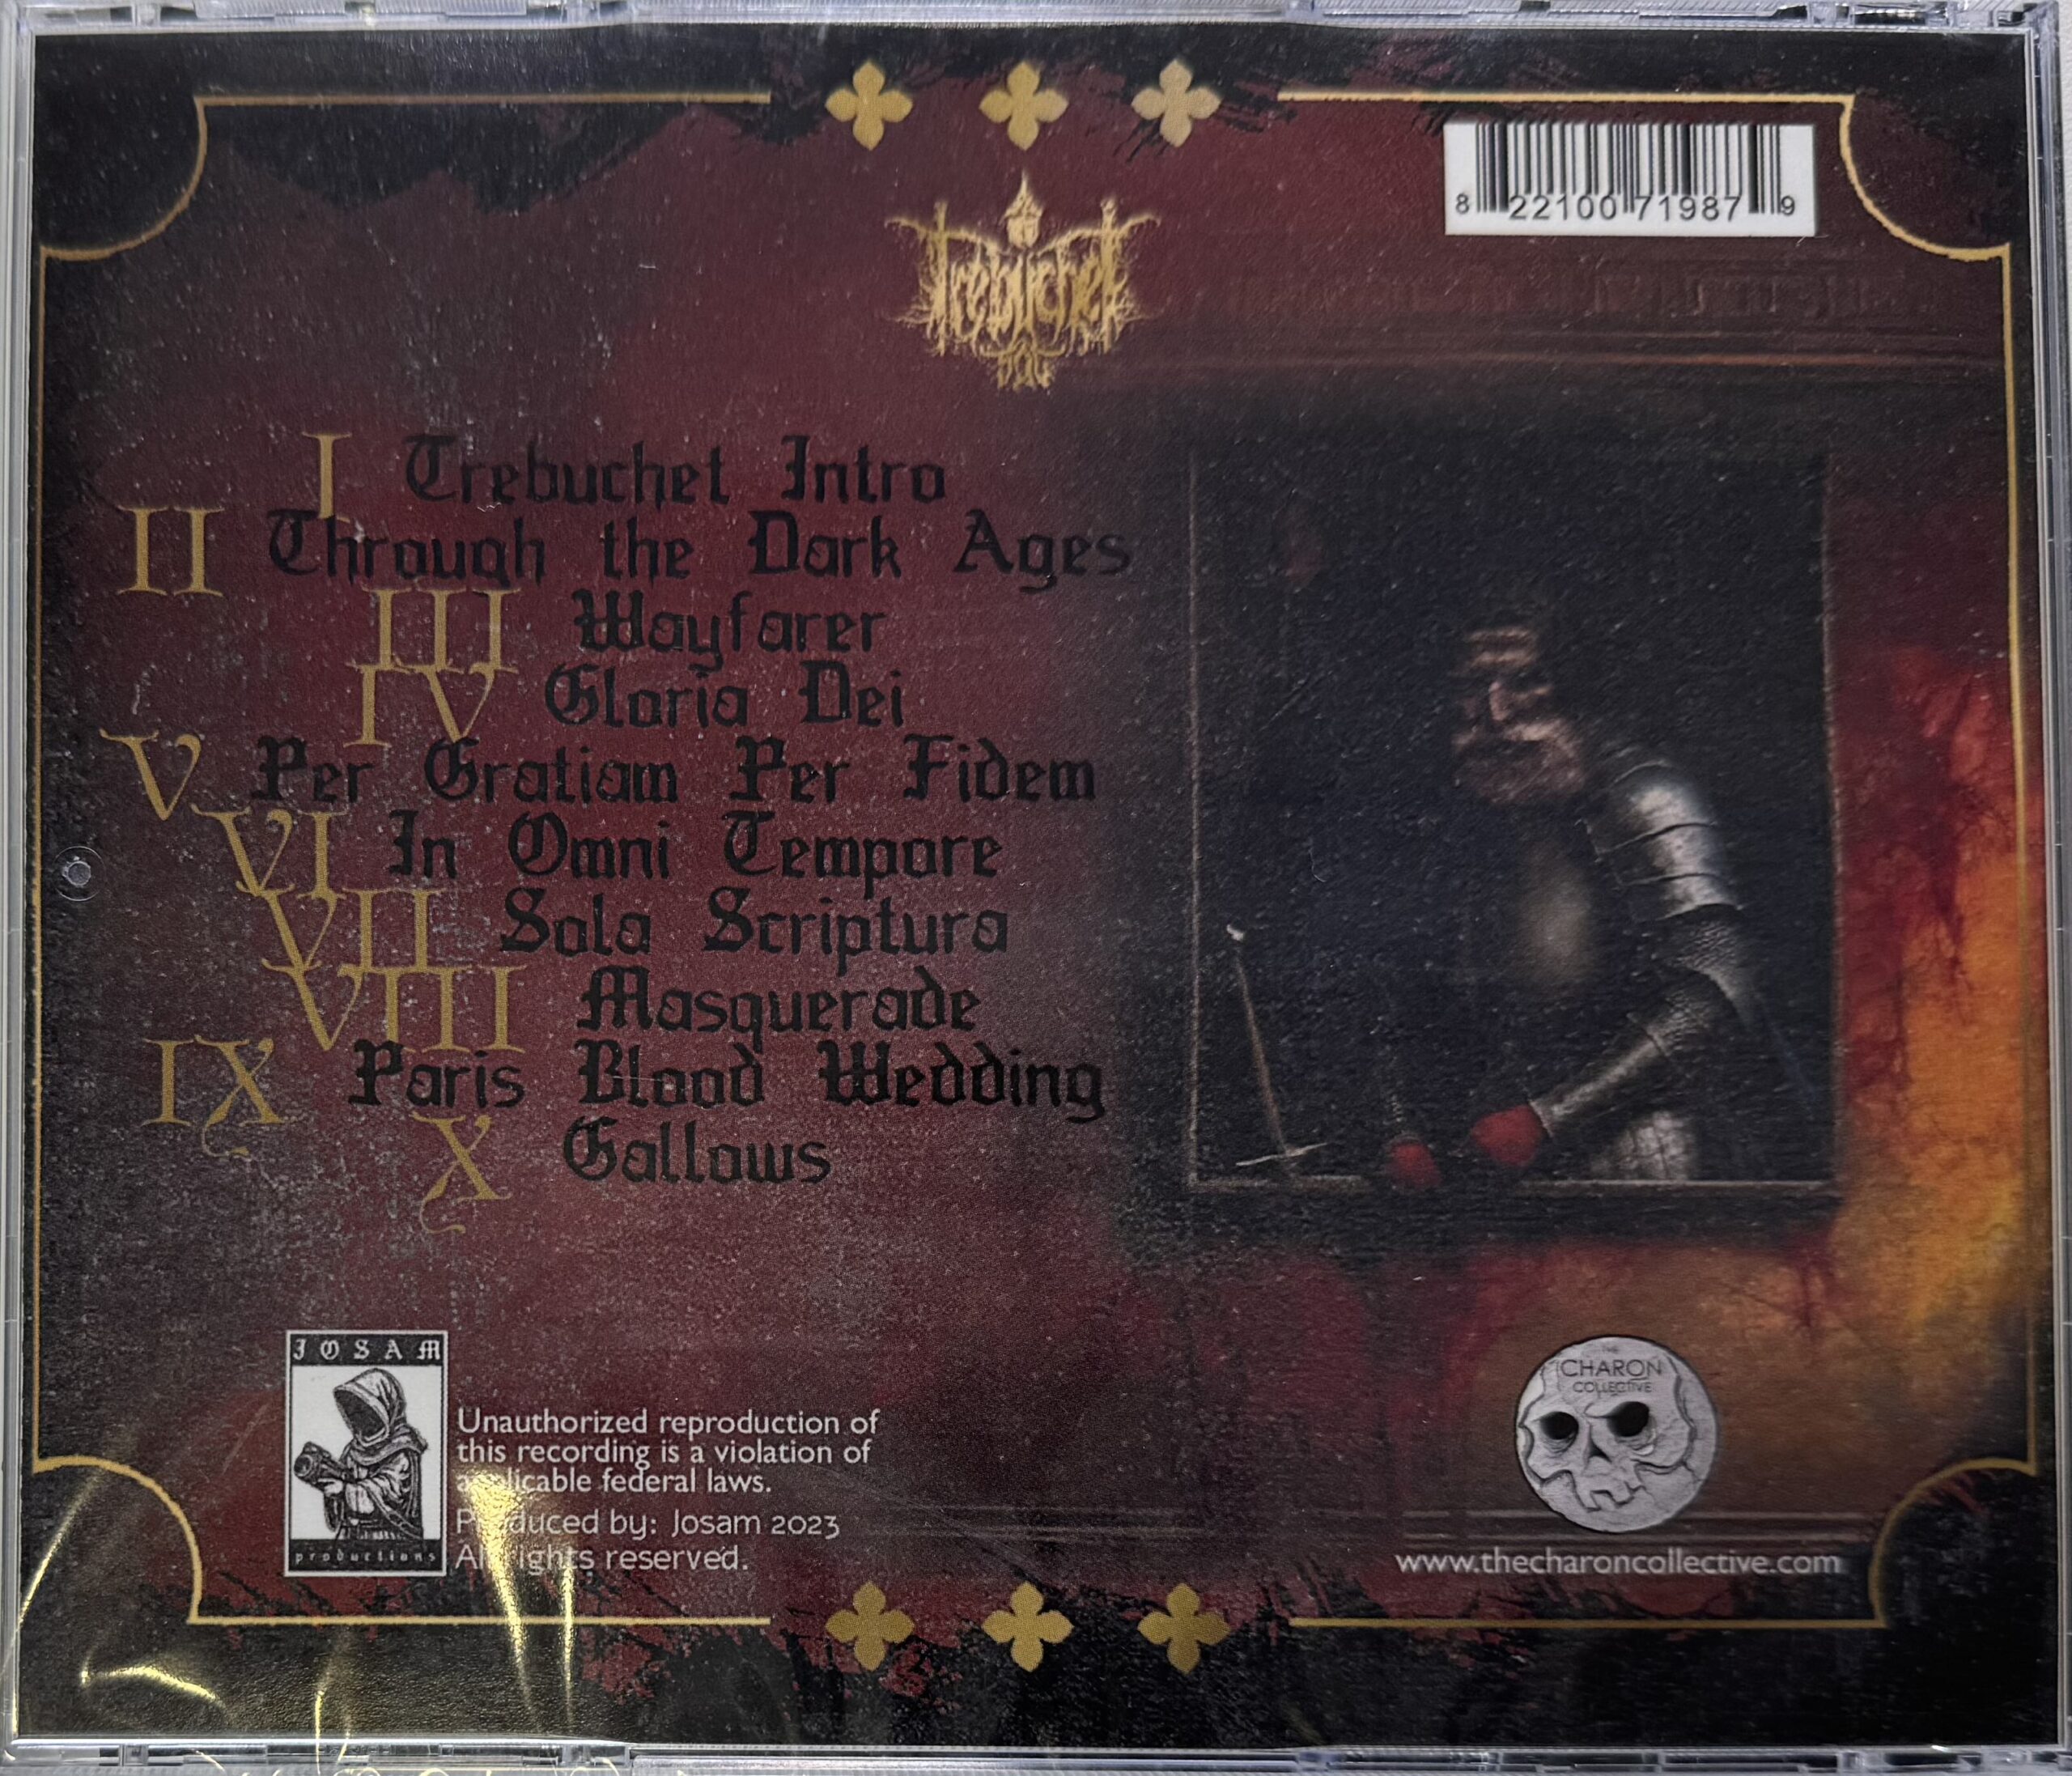 8 22100 71987 9
Trebuchet
I Trebuchet Intro
II Through the Dark Ages
III Wayfarer
IV Gloria Dei
V Per Gratiam Per Fidem
VI In Omni Tempore
VII Sola Scriptura
VIII Masquerade
IX Paris Blood Wedding
X Gallows
JOSAM
productions
Unauthorized reproduction of
this recording is a violation of
applicable federal laws.
Produced by: Josam 2023
All rights reserved.
THE
CHARON
COLLECTIVE
www.thecharoncollective.com